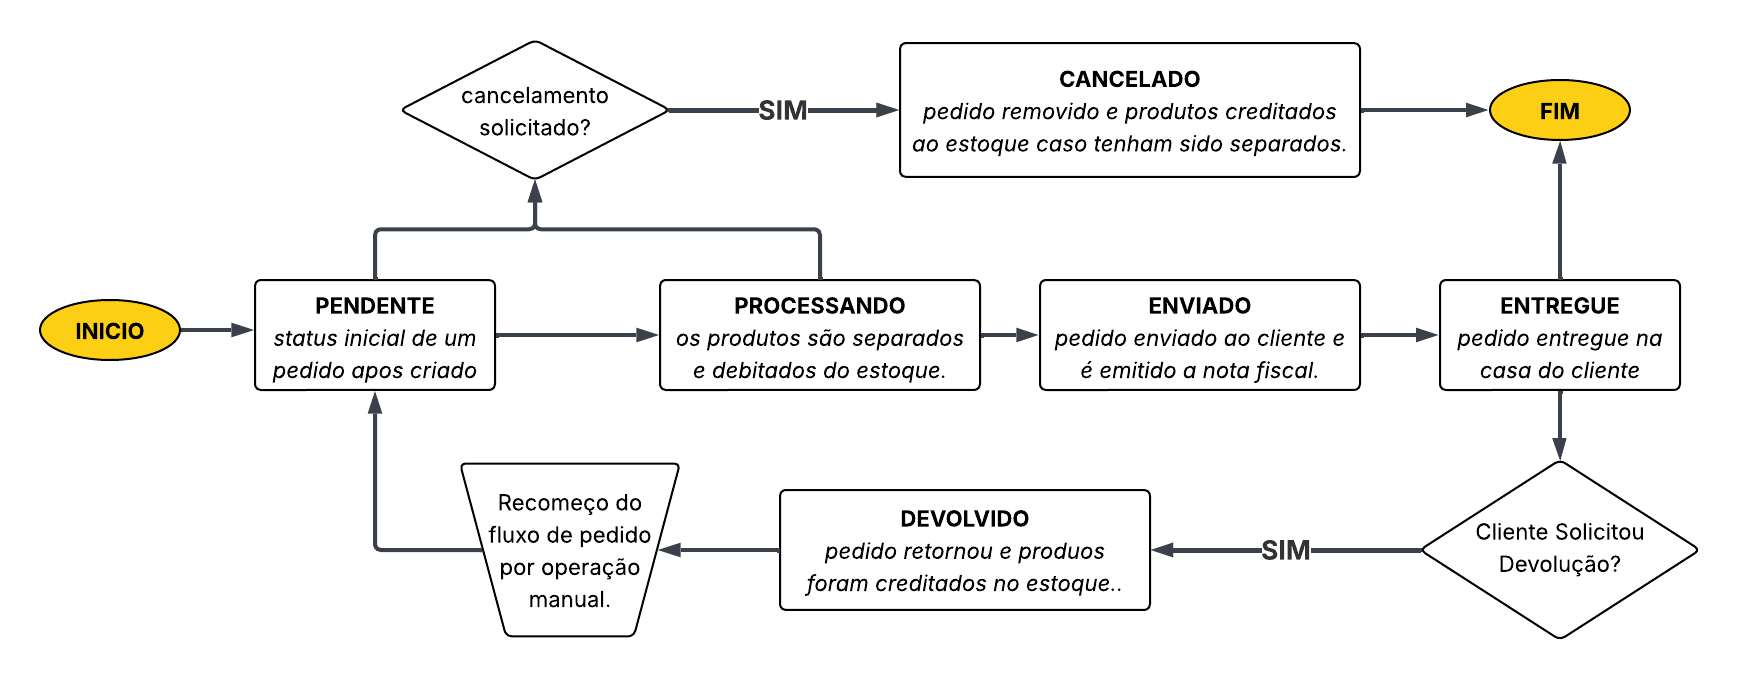 cancelamento
solicitado?
SIM
CANCELADO
pedido removido e produtos creditados
ao estoque caso tenham sido separados.
FIM
INICIO
PENDENTE
status inicial de um
pedido apos criado
PROCESSANDO
os produtos são separados
e debitados do estoque.
ENVIADO
pedido enviado ao cliente e
é emitido a nota fiscal.
ENTREGUE
pedido entregue na
casa do cliente
Recomeço do
fluxo de pedido
por operação
manual.
DEVOLVIDO
pedido retornou e produos
foram creditados no estoque..
SIM
Cliente Solicitou
Devolução?